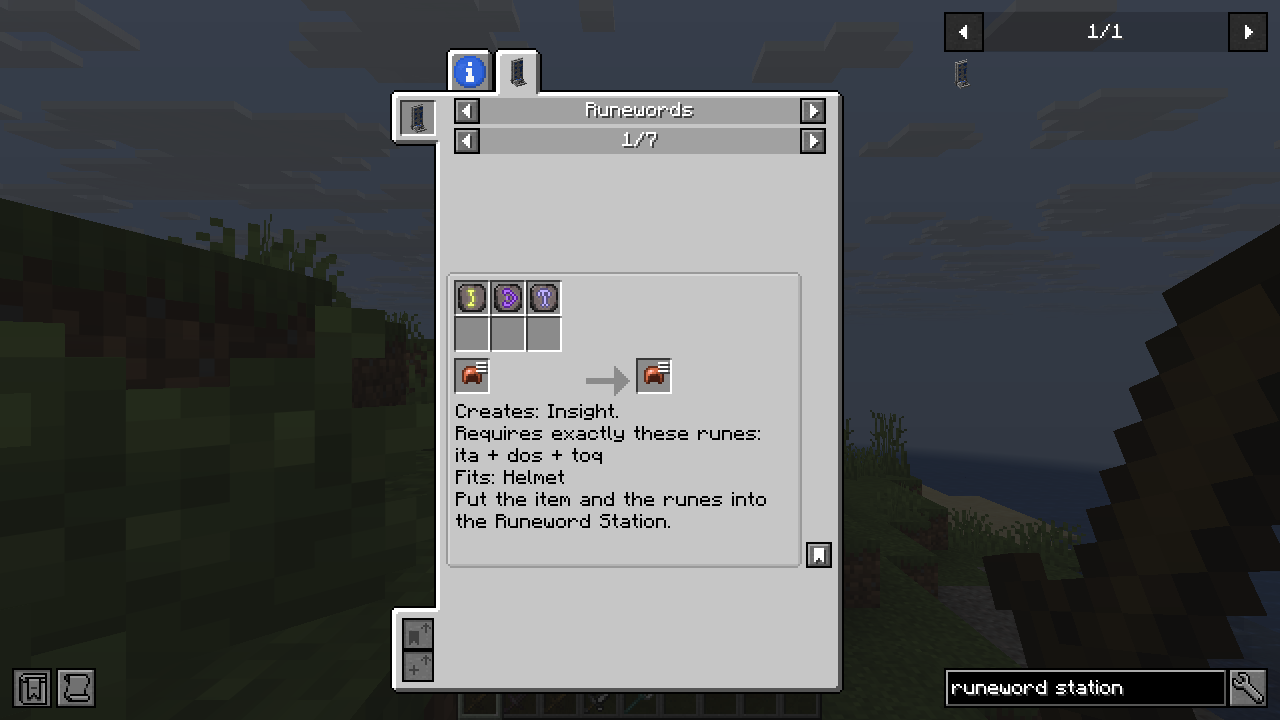 1/1
Runewords
1/7
Creates: Insight.
Requires exactly these runes:
ita + dos + toq
Fits: Helmet
Put the item and the runes into
the Runeword Station.
runeword station